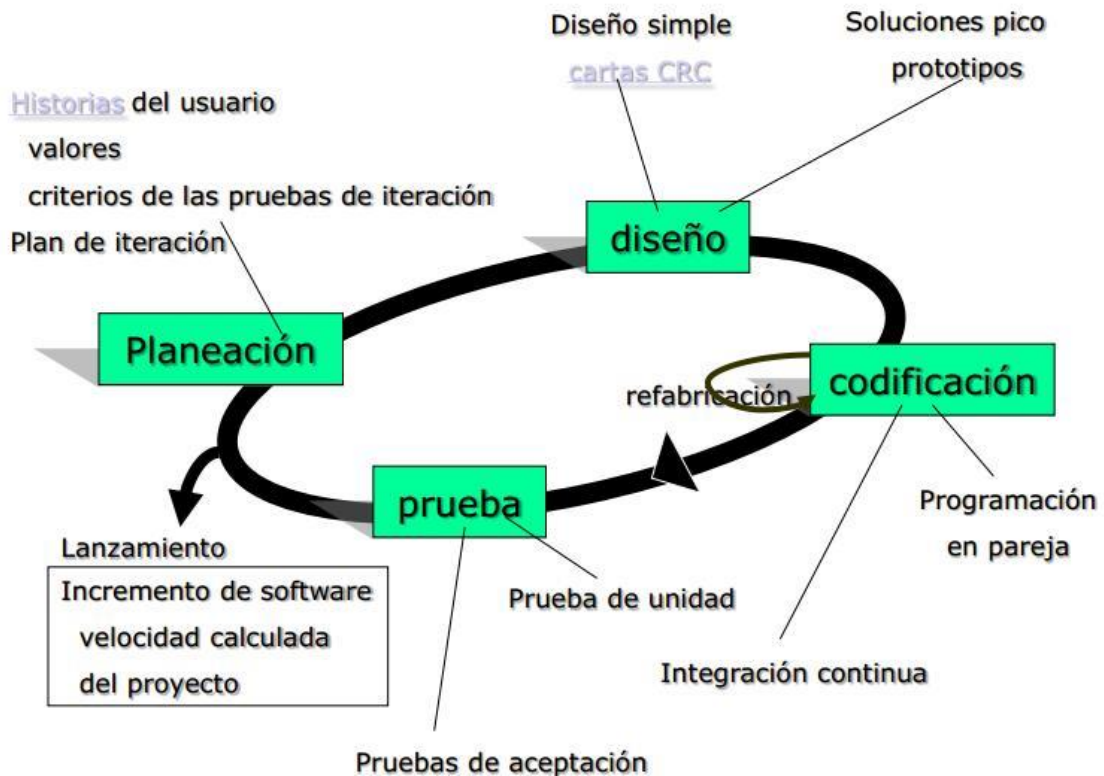 Diseño simple
cartas CRC
Soluciones pico
prototipos
Historias del usuario
valores
criterios de las pruebas de iteración
Plan de iteración
diseño
Planeación
codificación
refabricación
prueba
Programación
en pareja
Lanzamiento
Incremento de software
velocidad calculada
del proyecto
Prueba de unidad
Integración continua
Pruebas de aceptación